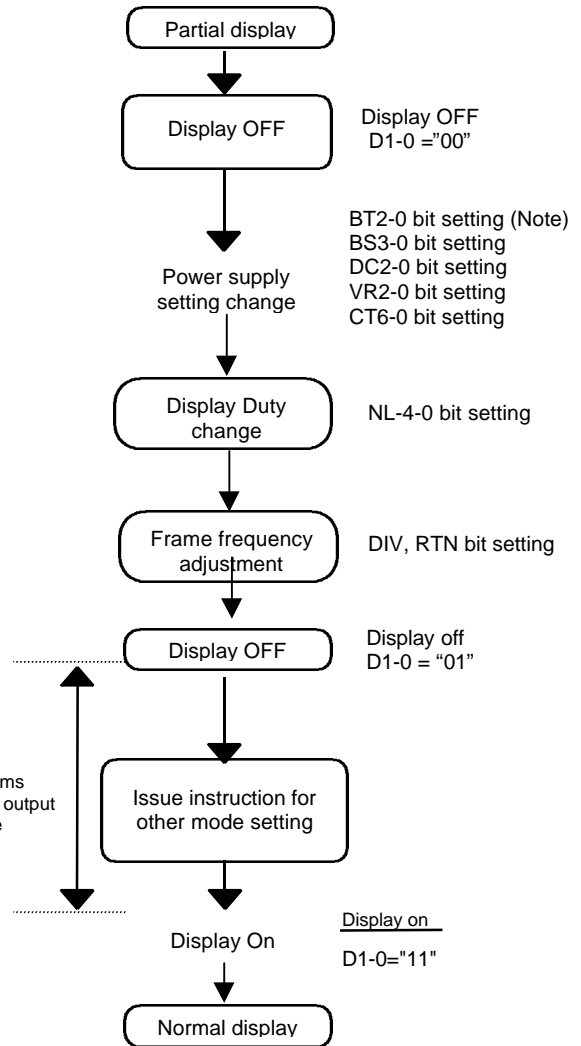 Partial display
Display OFF
Display OFF
D1-0 ="00"
BT2-0 bit setting (Note)
BS3-0 bit setting
DC2-0 bit setting
VR2-0 bit setting
CT6-0 bit setting
Power supply
setting change
Display Duty
change
NL-4-0 bit setting
Frame frequency
adjustment
DIV, RTN bit setting
Display OFF
Display off
D1-0 = “01”
ms
output
Issue instruction for
other mode setting
Display On
Display on
D1-0="11"
Normal display